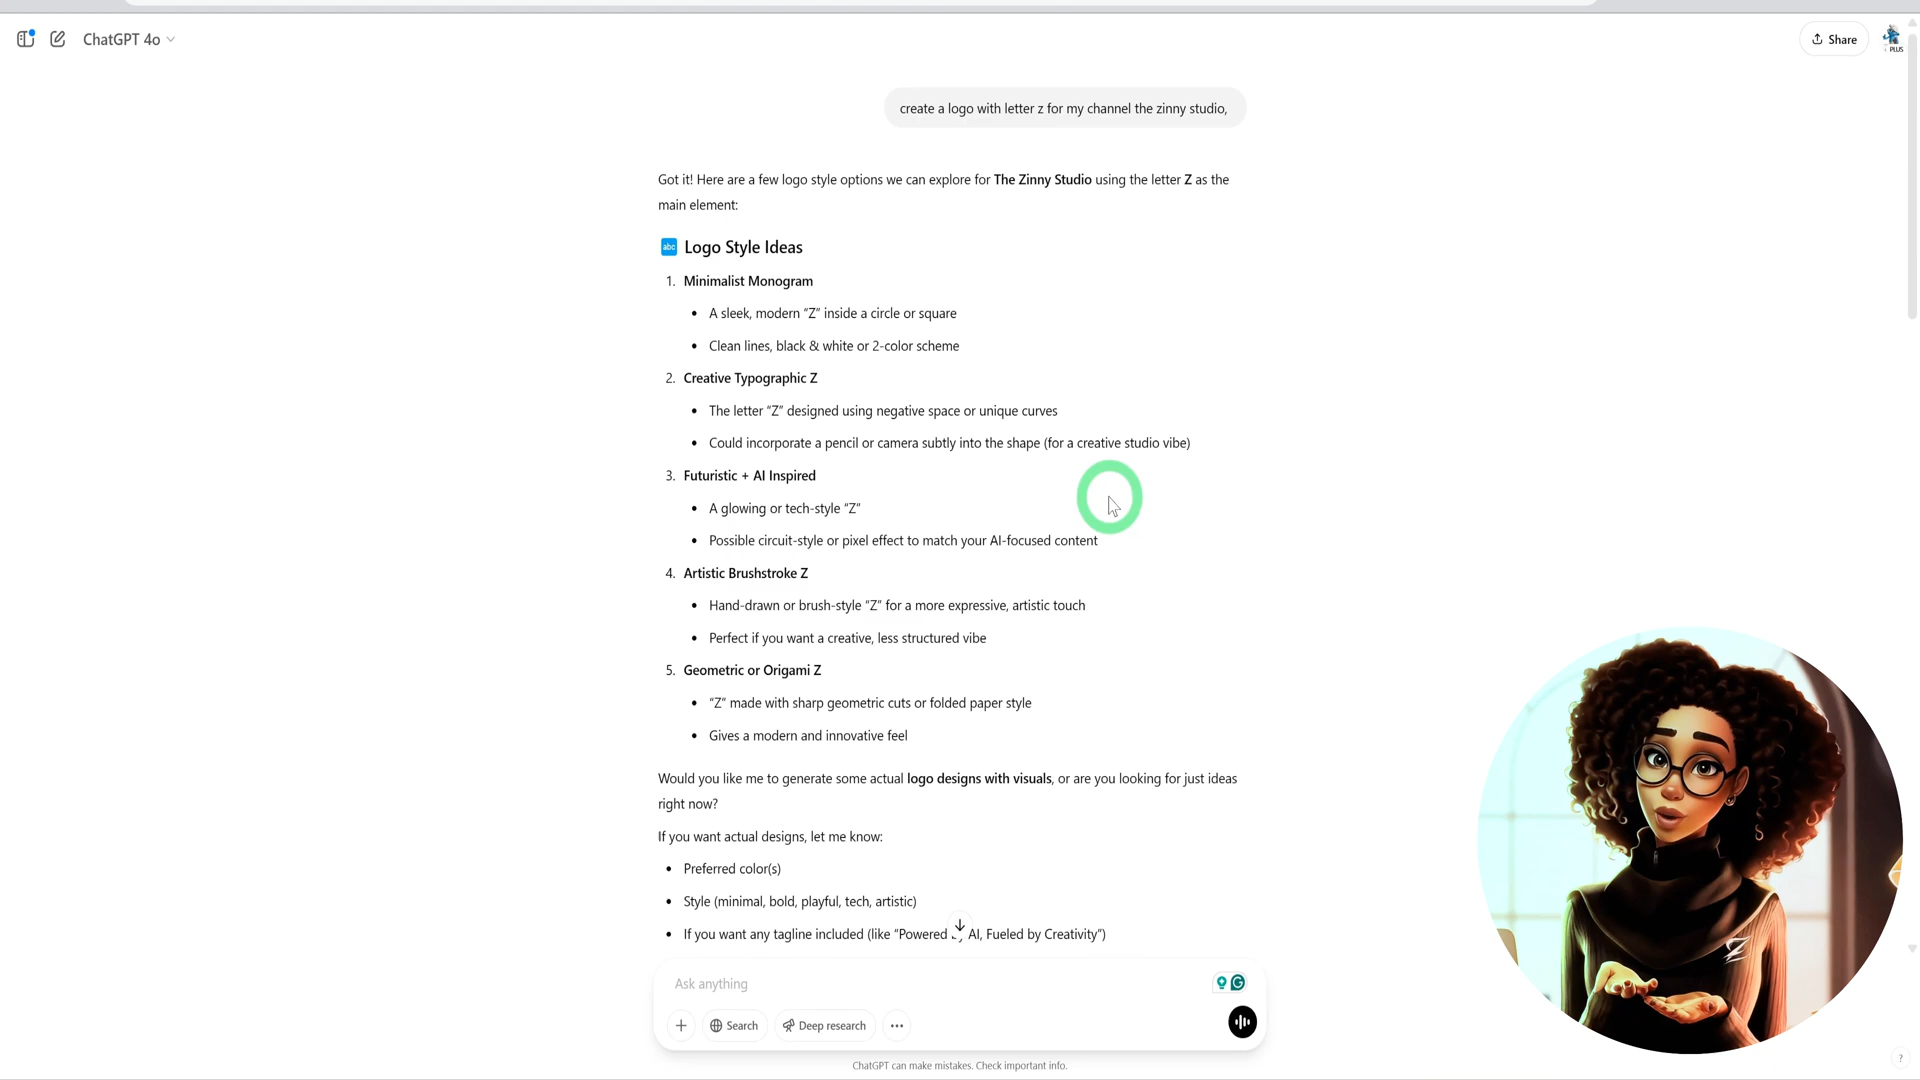 ChatGPT 4o
Share
PLUS
create a logo with letter z for my channel the zinny studio,
Got it! Here are a few logo style options we can explore for The Zinny Studio using the letter Z as the
main element:
abc Logo Style Ideas
1. Minimalist Monogram
• A sleek, modern “Z” inside a circle or square
• Clean lines, black & white or 2-color scheme
2. Creative Typographic Z
• The letter “Z” designed using negative space or unique curves
• Could incorporate a pencil or camera subtly into the shape (for a creative studio vibe)
3. Futuristic + AI Inspired
• A glowing or tech-style “Z”
• Possible circuit-style or pixel effect to match your AI-focused content
4. Artistic Brushstroke Z
• Hand-drawn or brush-style “Z” for a more expressive, artistic touch
• Perfect if you want a creative, less structured vibe
5. Geometric or Origami Z
• “Z” made with sharp geometric cuts or folded paper style
• Gives a modern and innovative feel
Would you like me to generate some actual logo designs with visuals, or are you looking for just ideas
right now?
If you want actual designs, let me know:
• Preferred color(s)
• Style (minimal, bold, playful, tech, artistic)
• If you want any tagline included (like “Powered by AI, Fueled by Creativity”)
Ask anything
Search
Deep research
ChatGPT can make mistakes. Check important info.
?
Z